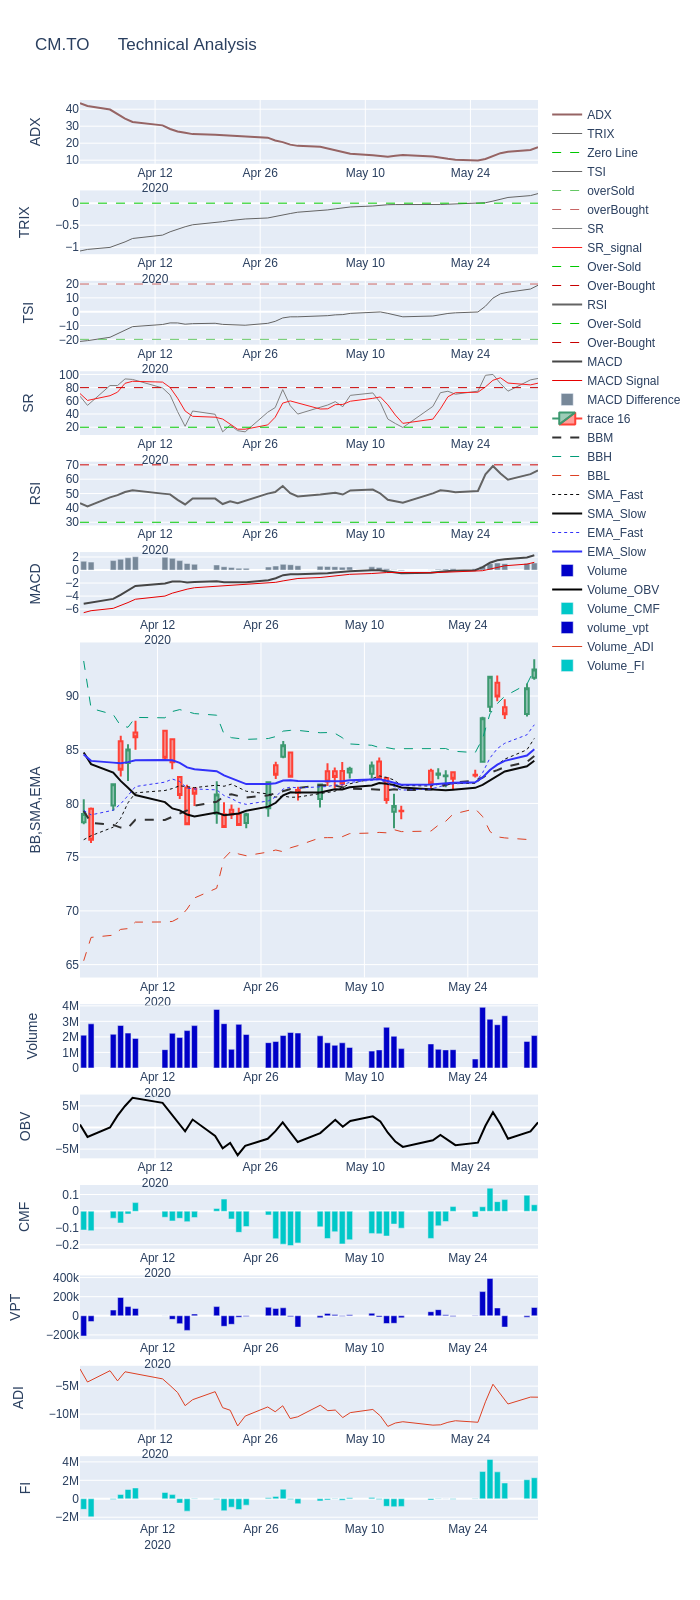 CM.TO Technical Analysis
ADX
40
30
20
10
Apr 12
2020
Apr 26
May 10
May 24
TRIX
0
−0.5
−1
Apr 12
2020
Apr 26
May 10
May 24
TSI
20
10
0
−10
−20
Apr 12
2020
Apr 26
May 10
May 24
SR
100
80
60
40
20
Apr 12
2020
Apr 26
May 10
May 24
RSI
70
60
50
40
30
Apr 12
2020
Apr 26
May 10
May 24
MACD
2
0
−2
−4
−6
Apr 12
2020
Apr 26
May 10
May 24
BB,SMA,EMA
90
85
80
75
70
65
Apr 12
2020
Apr 26
May 10
May 24
Volume
4M
3M
2M
1M
0
Apr 12
2020
Apr 26
May 10
May 24
OBV
5M
0
−5M
Apr 12
2020
Apr 26
May 10
May 24
CMF
0.1
0
−0.1
−0.2
Apr 12
2020
Apr 26
May 10
May 24
VPT
400k
200k
0
−200k
Apr 12
2020
Apr 26
May 10
May 24
ADI
−5M
−10M
Apr 12
2020
Apr 26
May 10
May 24
FI
4M
2M
0
−2M
Apr 12
2020
Apr 26
May 10
May 24
ADX
TRIX
Zero Line
TSI
overSold
overBought
SR
SR_signal
Over-Sold
Over-Bought
RSI
Over-Sold
Over-Bought
MACD
MACD Signal
MACD Difference
trace 16
BBM
BBH
BBL
SMA_Fast
SMA_Slow
EMA_Fast
EMA_Slow
Volume
Volume_OBV
Volume_CMF
volume_vpt
Volume_ADI
Volume_FI